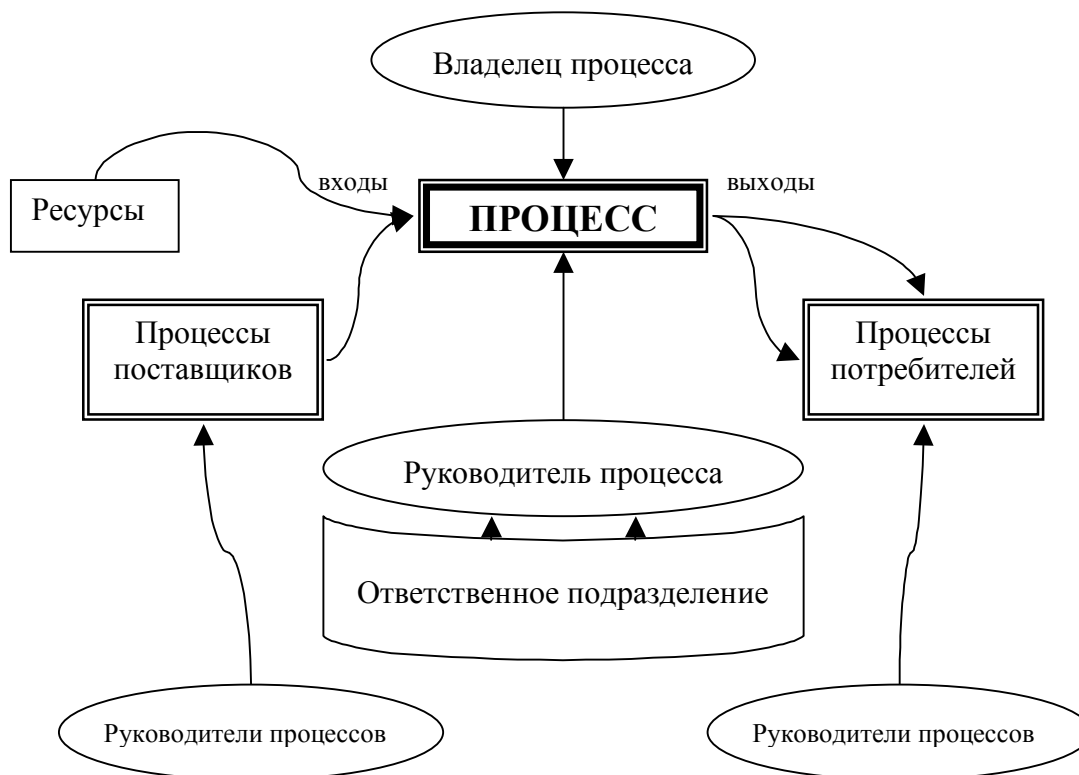 Владелец процесса
входы
выходы
Ресурсы
ПРОЦЕСС
Процессы
поставщиков
Процессы
потребителей
Руководитель процесса
Ответственное подразделение
Руководители процессов
Руководители процессов